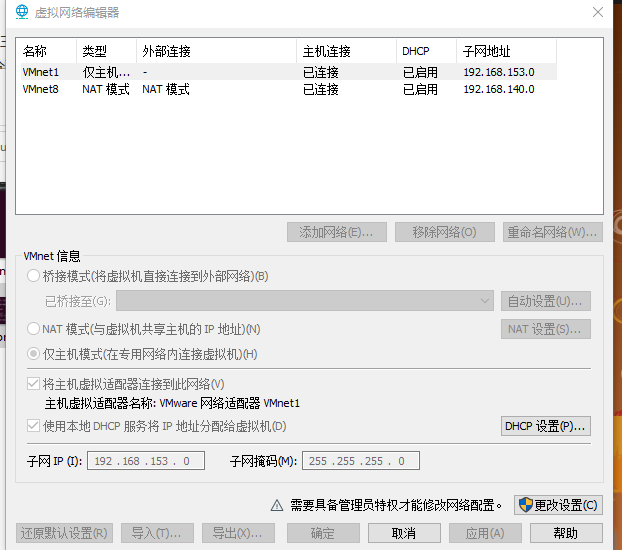 虚拟网络编辑器
名称 类型 外部连接 主机连接 DHCP 子网地址
VMnet1 仅主机... - 已连接 已启用 192.168.153.0
VMnet8 NAT 模式 NAT 模式 已连接 已启用 192.168.140.0
添加网络(E)... 移除网络(O) 重命名网络(W)...
VMnet 信息
桥接模式(将虚拟机直接连接到外部网络)(B)
已桥接至(G): 自动设置(U)...
NAT 模式(与虚拟机共享主机的 IP 地址)(N) NAT 设置(S)...
仅主机模式(在专用网络内连接虚拟机)(H)
将主机虚拟适配器连接到此网络(V)
主机虚拟适配器名称: VMware 网络适配器 VMnet1
使用本地 DHCP 服务将 IP 地址分配给虚拟机(D) DHCP 设置(P)...
子网 IP (I): 192 . 168 . 153 . 0 子网掩码(M): 255 . 255 . 255 . 0
需要具备管理员特权才能修改网络配置。 更改设置(C)
还原默认设置(R) 导入(T)... 导出(X)... 确定 取消 应用(A) 帮助